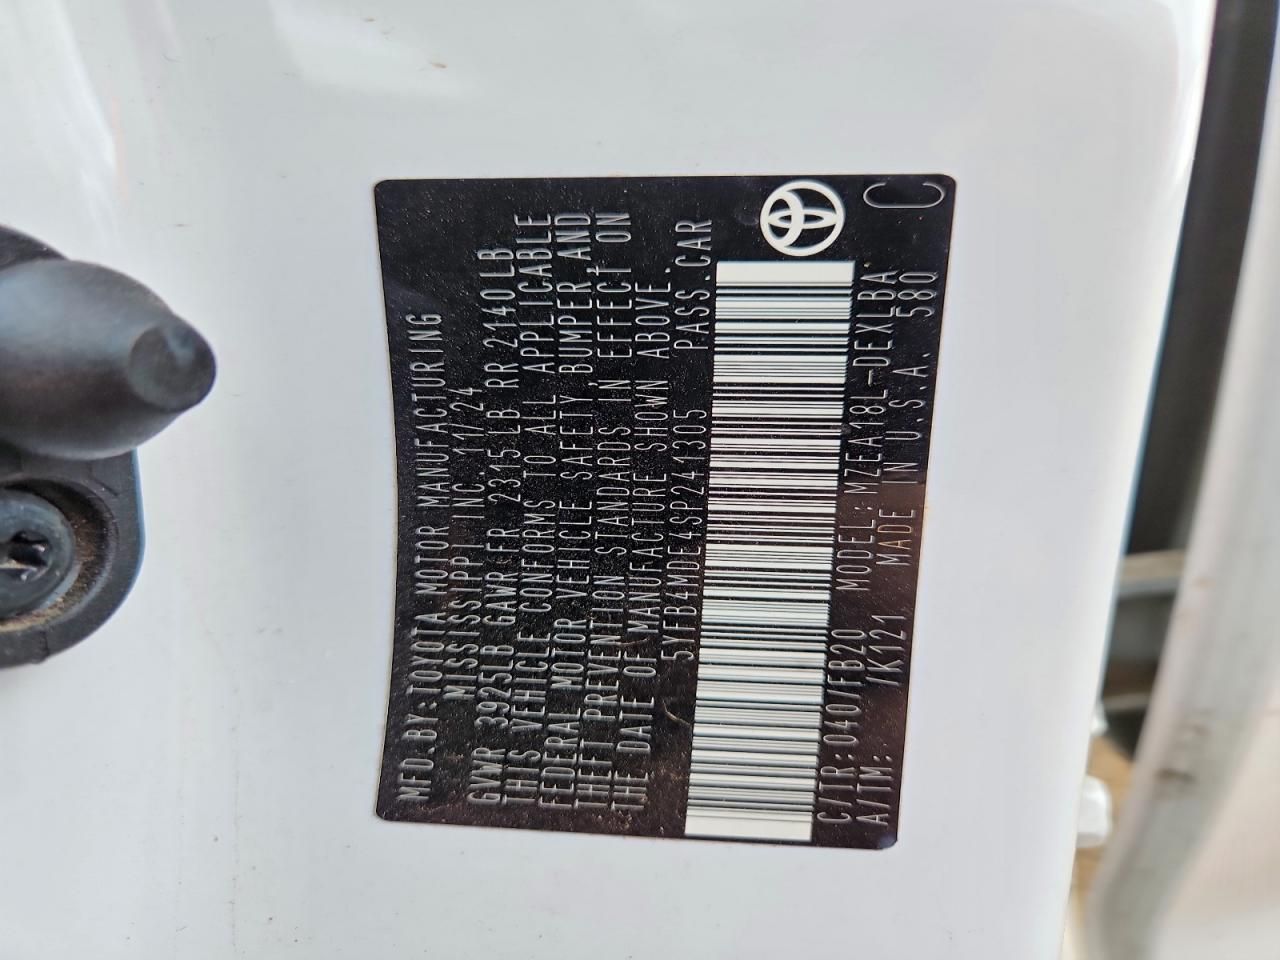 MFD.BY:TOYOTA MOTOR MANUFACTURING
MISSISSIPPI INC.11/24
GVWR 3925LB GAWR FR 2315LB RR 2140LB
THIS VEHICLE CONFORMS TO ALL APPLICABLE
FEDERAL MOTOR VEHICLE SAFETY, BUMPER, AND
THEFT PREVENTION STANDARDS IN EFFECT ON
THE DATE OF MANUFACTURE SHOWN ABOVE.
5YFB4MDE4SP241305 PASS.CAR
C/TR:040/FB20 MODEL:MZEA18L-DEXLBA
A/TM: /K121 MADE IN U.S.A. 580
C